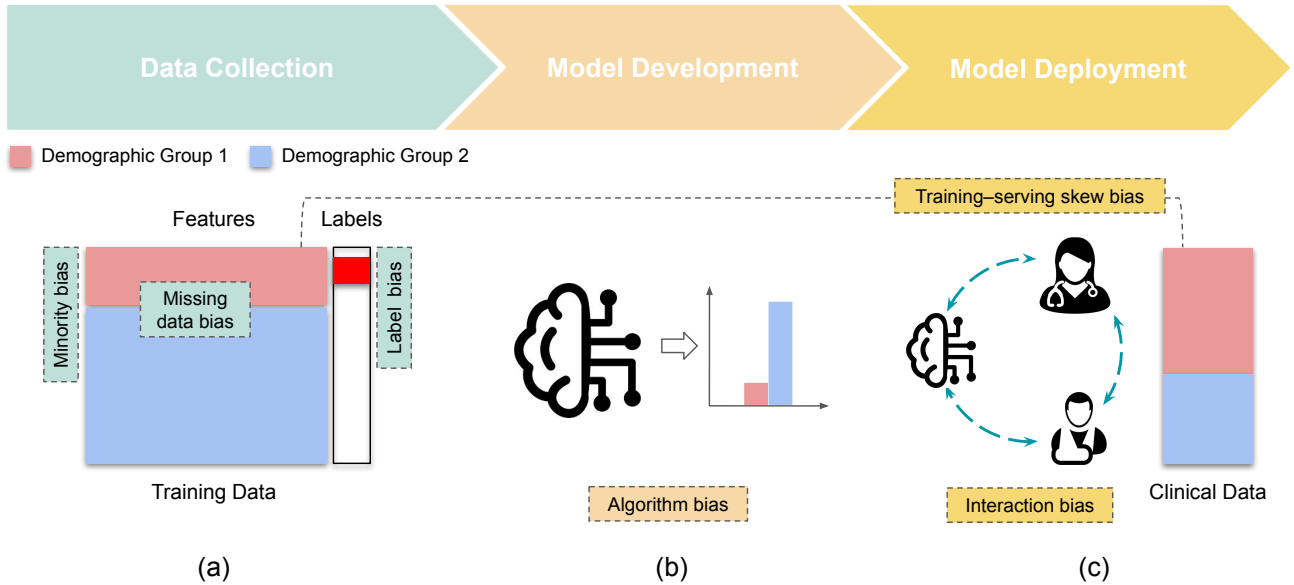 Data Collection
Model Development
Model Deployment
Demographic Group 1
Demographic Group 2
Training–serving skew bias
Features
Labels
Minority bias
Missing
data bias
Label bias
Training Data
Algorithm bias
Interaction bias
Clinical Data
(a)
(b)
(c)